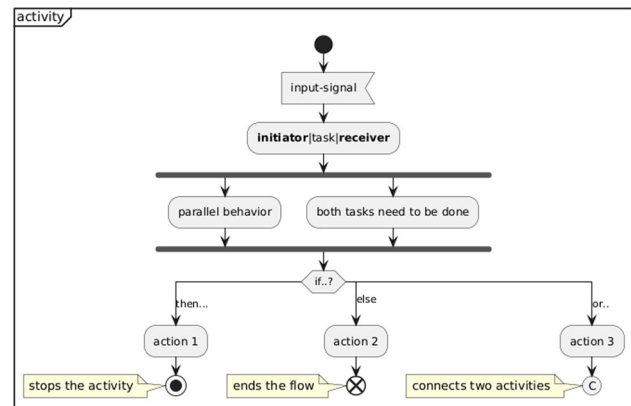 activity
input-signal
initiator|task|receiver
parallel behavior
both tasks need to be done
if..?
then...
else
or..
action 1
action 2
action 3
stops the activity
ends the flow
connects two activities
C